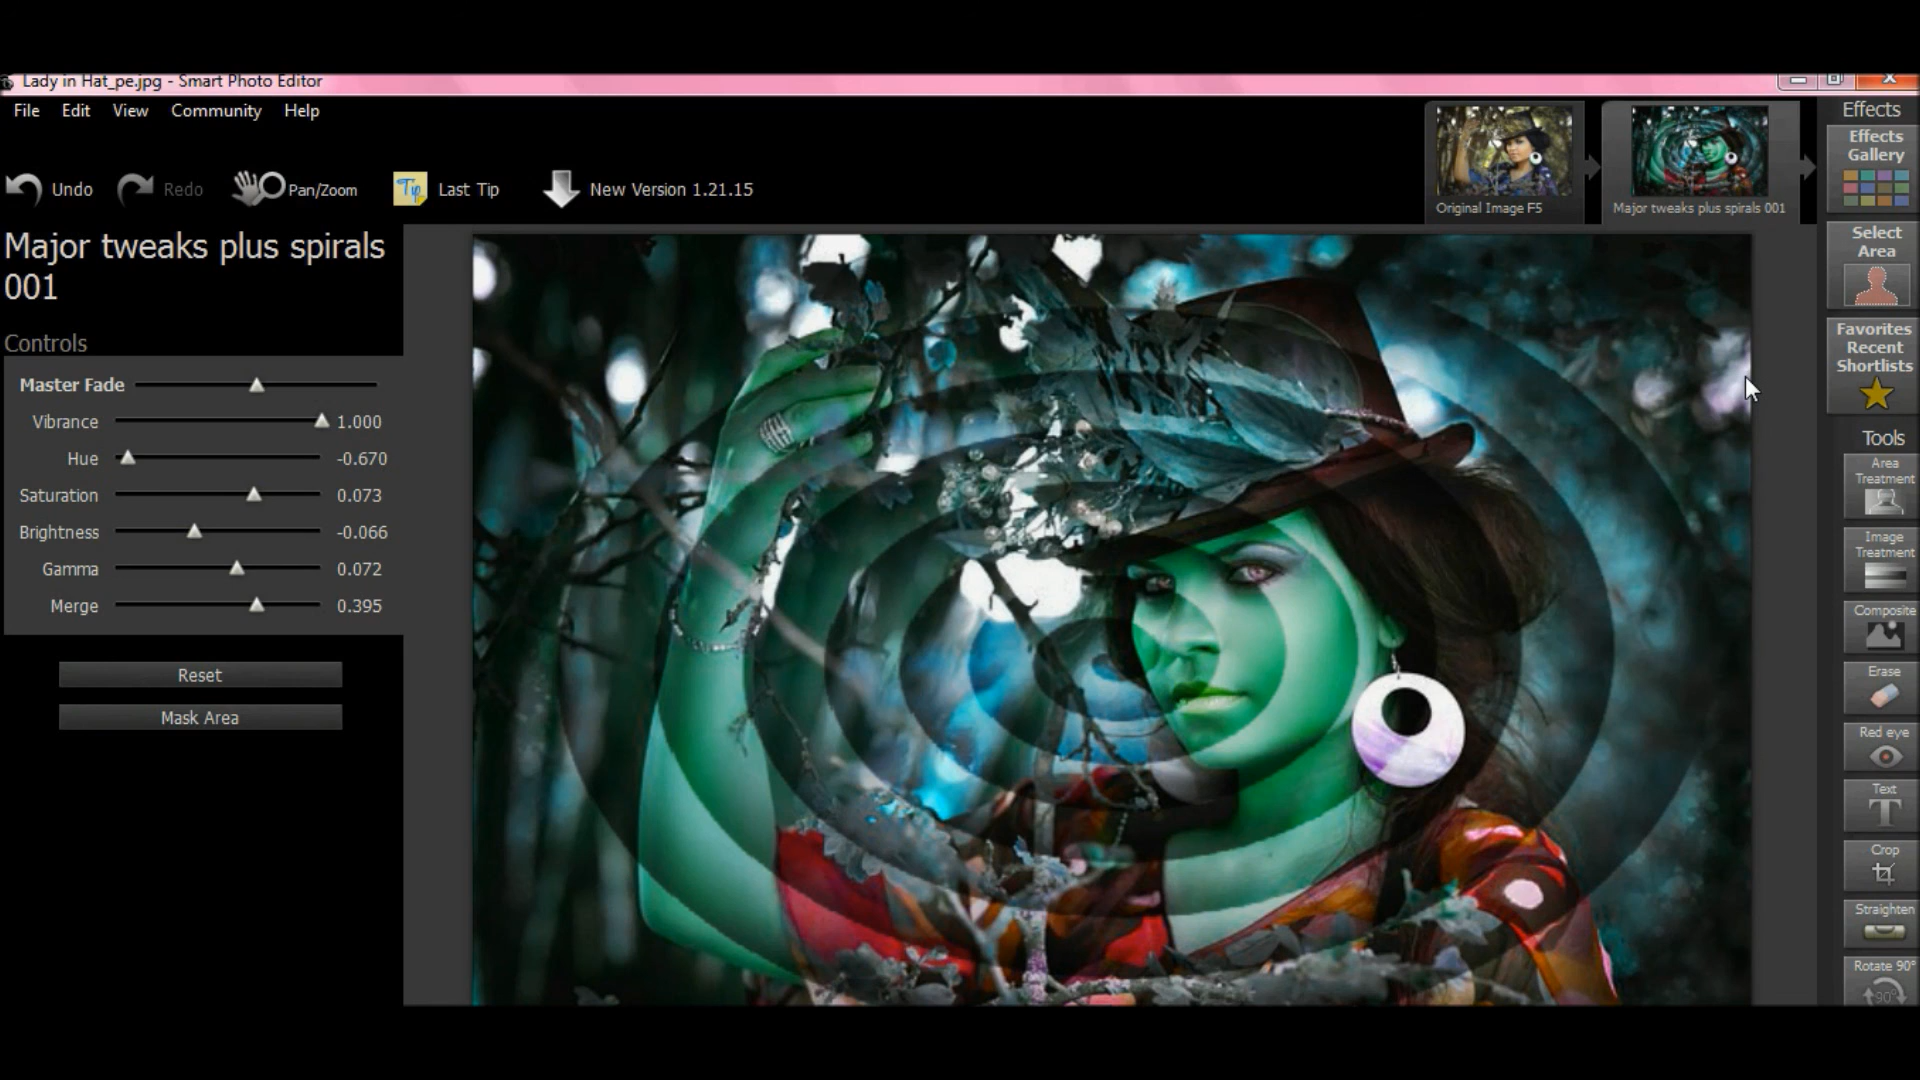 Lady in Hat_pe.jpg - Smart Photo Editor
File Edit View Community Help
Undo Redo Pan/Zoom Tip Last Tip New Version 1.21.15
Original Image F5
Major tweaks plus spirals 001
Major tweaks plus spirals
001
Controls
Master Fade
Vibrance 1.000
Hue -0.670
Saturation 0.073
Brightness -0.066
Gamma 0.072
Merge 0.395
Reset
Mask Area
Effects
Effects
Gallery
Select
Area
Favorites
Recent
Shortlists
Tools
Area
Treatment
Image
Treatment
Composite
Erase
Red eye
Text
T
Crop
Straighten
Rotate 90°
90°